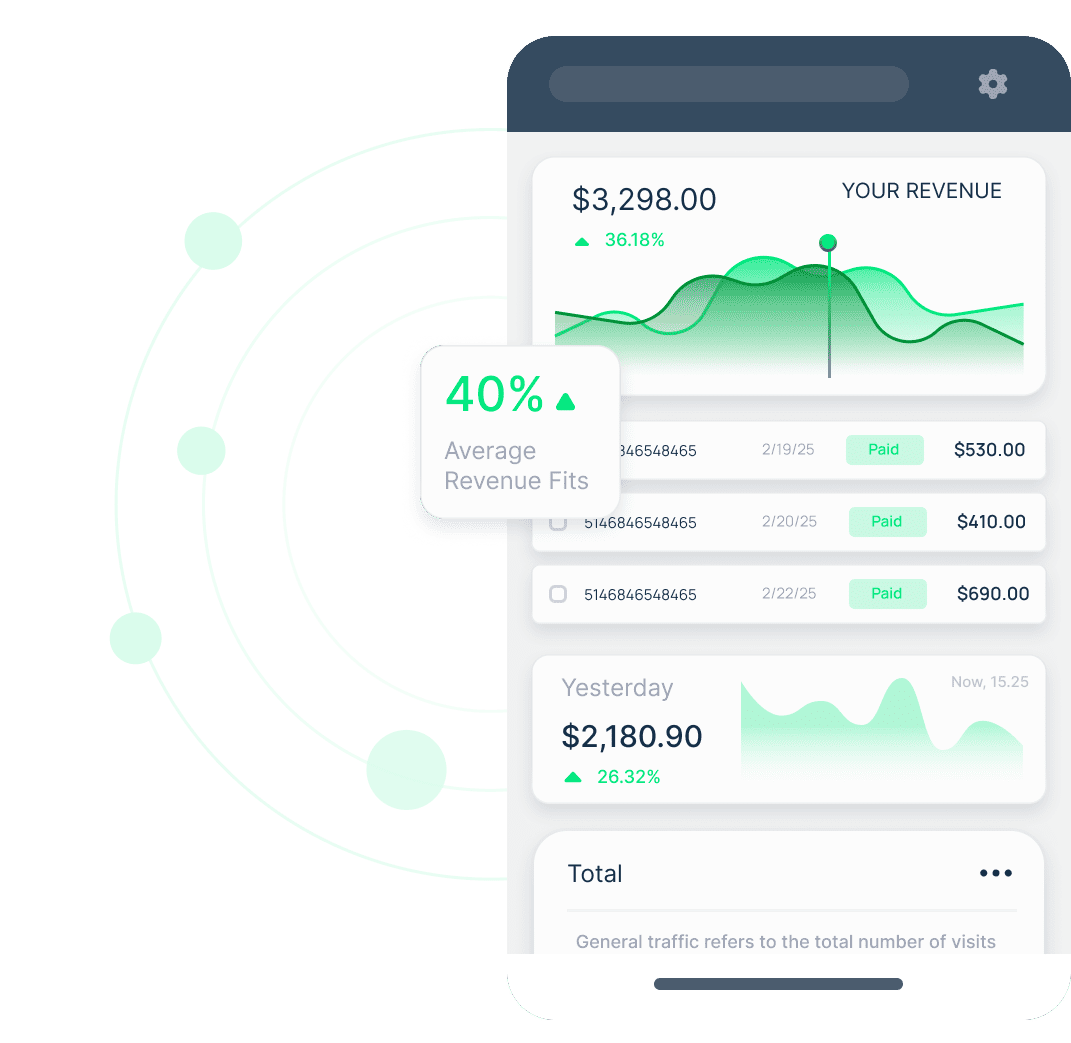 $3,298.00
YOUR REVENUE
36.18%
40%
Average
Revenue Fits
846548465 2/19/25 Paid $530.00
5146846548465 2/20/25 Paid $410.00
5146846548465 2/22/25 Paid $690.00
Yesterday
Now, 15.25
$2,180.90
26.32%
Total
General traffic refers to the total number of visits